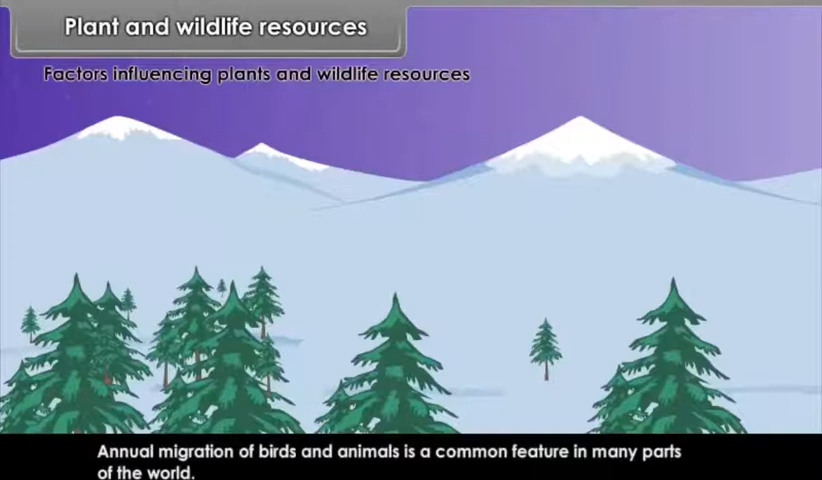 Plant and wildlife resources
Factors influencing plants and wildlife resources
Annual migration of birds and animals is a common feature in many parts
of the world.